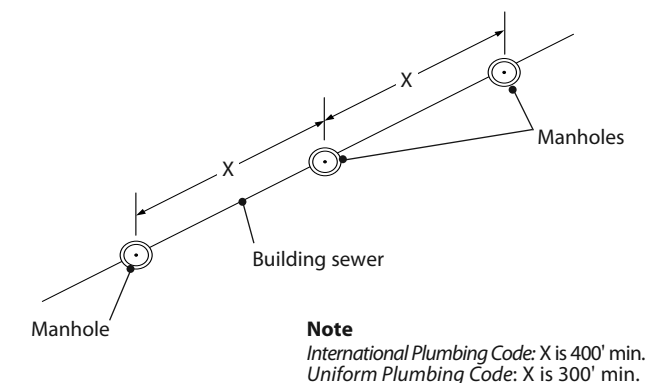 X
X
Manholes
Building sewer
Manhole
Note
International Plumbing Code: X is 400' min.
Uniform Plumbing Code: X is 300' min.